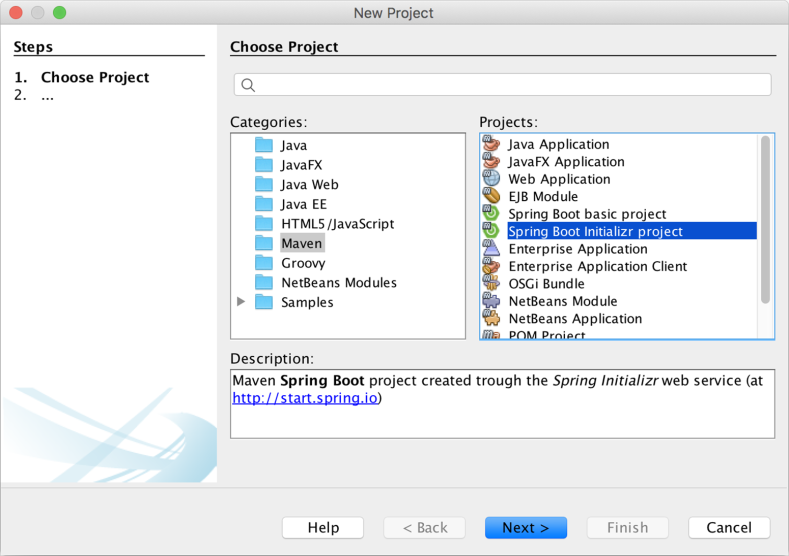 New Project
Steps
1. Choose Project
2. ...
Choose Project
Categories:
Java
JavaFX
Java Web
Java EE
HTML5/JavaScript
Maven
Groovy
NetBeans Modules
Samples
Projects:
Java Application
JavaFX Application
Web Application
EJB Module
Spring Boot basic project
Spring Boot Initializr project
Enterprise Application
Enterprise Application Client
OSGi Bundle
NetBeans Module
NetBeans Application
POM Project
Description:
Maven Spring Boot project created trough the Spring Initializr web service (at
http://start.spring.io)
Help
< Back
Next >
Finish
Cancel